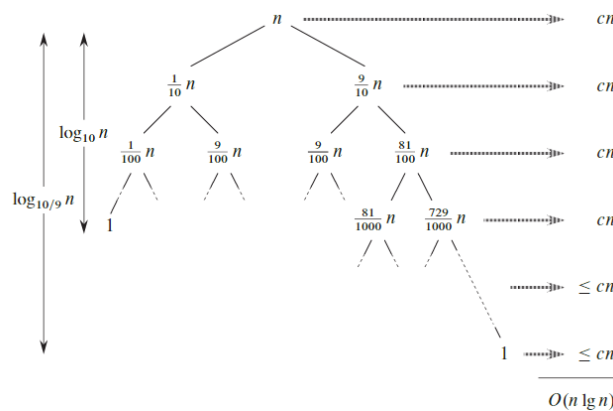 n cn
1/10 n 9/10 n cn
log10 n
1/100 n 9/100 n 9/100 n 81/100 n cn
log10/9 n
1 81/1000 n 729/1000 n cn
≤ cn
1 ≤ cn
O(n lg n)